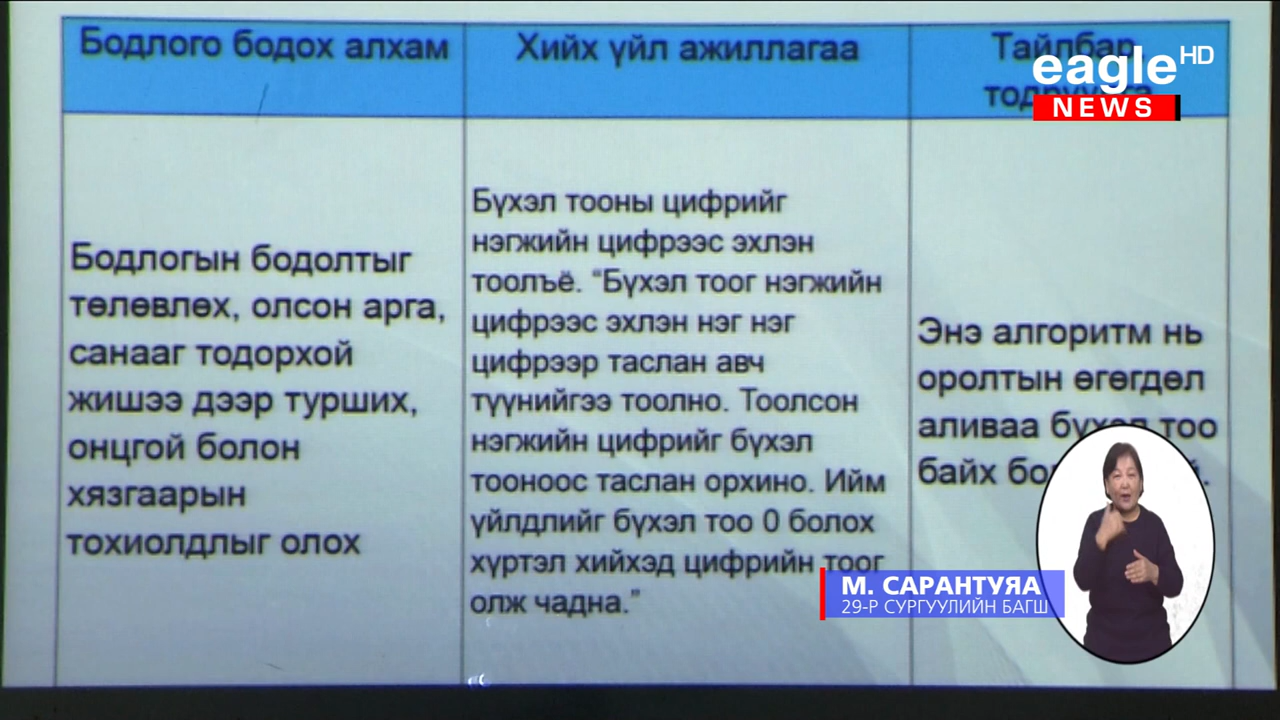 Бодлого бодох алхам
Хийх үйл ажиллагаа
Тайлбар,
eagle HD
NEWS
Бодлогын бодолтыг
төлөвлөх, олсон арга,
санааг тодорхой
жишээ дээр турших,
онцгой болон
хязгаарын
тохиолдлыг олох
Бүхэл тооны цифрийг
нэгжийн цифрээс эхлэн
тоолъё. “Бүхэл тоог нэгжийн
цифрээс эхлэн нэг нэг
цифрээр таслан авч
түүнийгээ тоолно. Тоолсон
нэгжийн цифрийг бүхэл
тооноос таслан орхино. Ийм
үйлдлийг бүхэл тоо 0 болох
хүртэл хийхэд цифрийн тоог
олж чадна.”
Энэ алгоритм нь
оролтын өгөгдөл
аливаа бүхэл тоо
байх
М. САРАНТУЯА
29-Р СУРГУУЛИЙН БАГШ